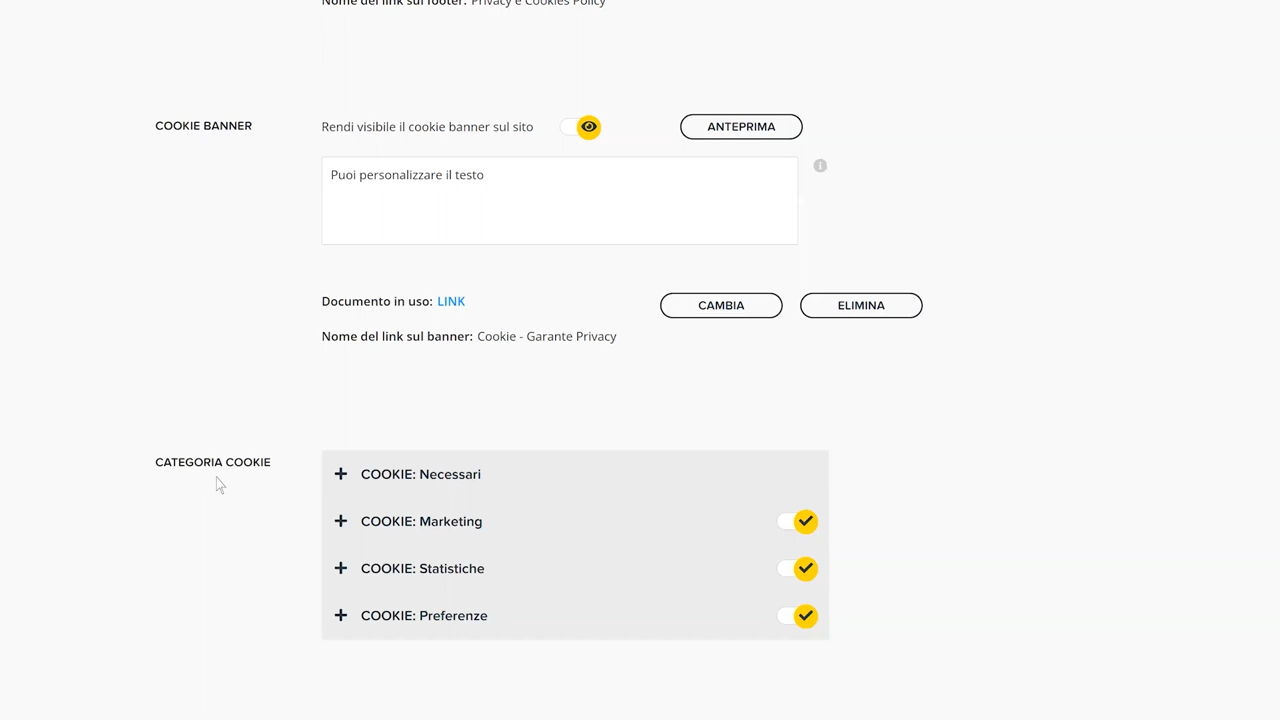 Nome del link sul footer: Privacy e Cookies Policy
COOKIE BANNER
Rendi visibile il cookie banner sul sito
ANTEPRIMA
Puoi personalizzare il testo
Documento in uso: LINK
CAMBIA
ELIMINA
Nome del link sul banner: Cookie - Garante Privacy
CATEGORIA COOKIE
COOKIE: Necessari
COOKIE: Marketing
COOKIE: Statistiche
COOKIE: Preferenze